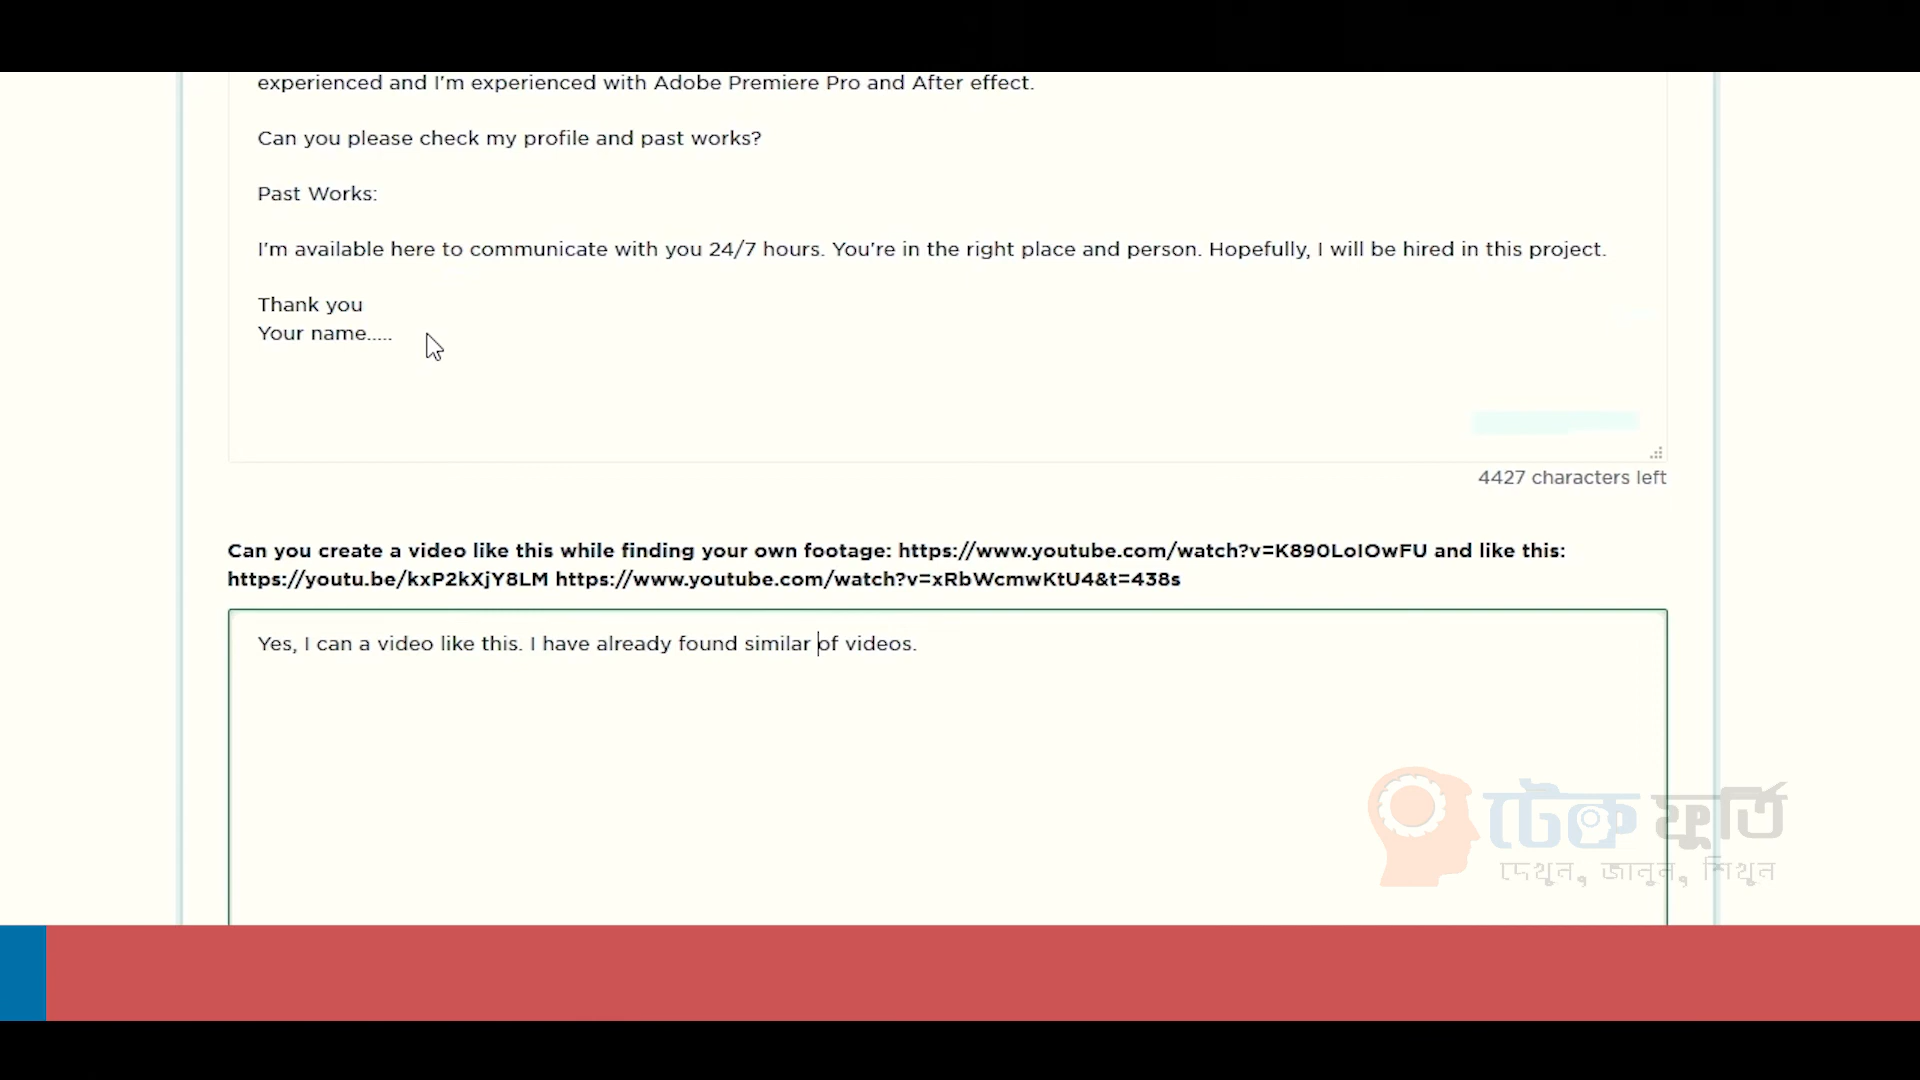 experienced and I'm experienced with Adobe Premiere Pro and After effect.
Can you please check my profile and past works?
Past Works:
I'm available here to communicate with you 24/7 hours. You're in the right place and person. Hopefully, I will be hired in this project.
Thank you
Your name.....
4427 characters left
Can you create a video like this while finding your own footage: https://www.youtube.com/watch?v=K890LoIOwFU and like this:
https://youtu.be/kxP2kXjY8LM https://www.youtube.com/watch?v=xRbWcmwKtU4&t=438s
Yes, I can a video like this. I have already found similar of videos.
টেক ফুর্তি
দেখুন, জানুন, শিখুন